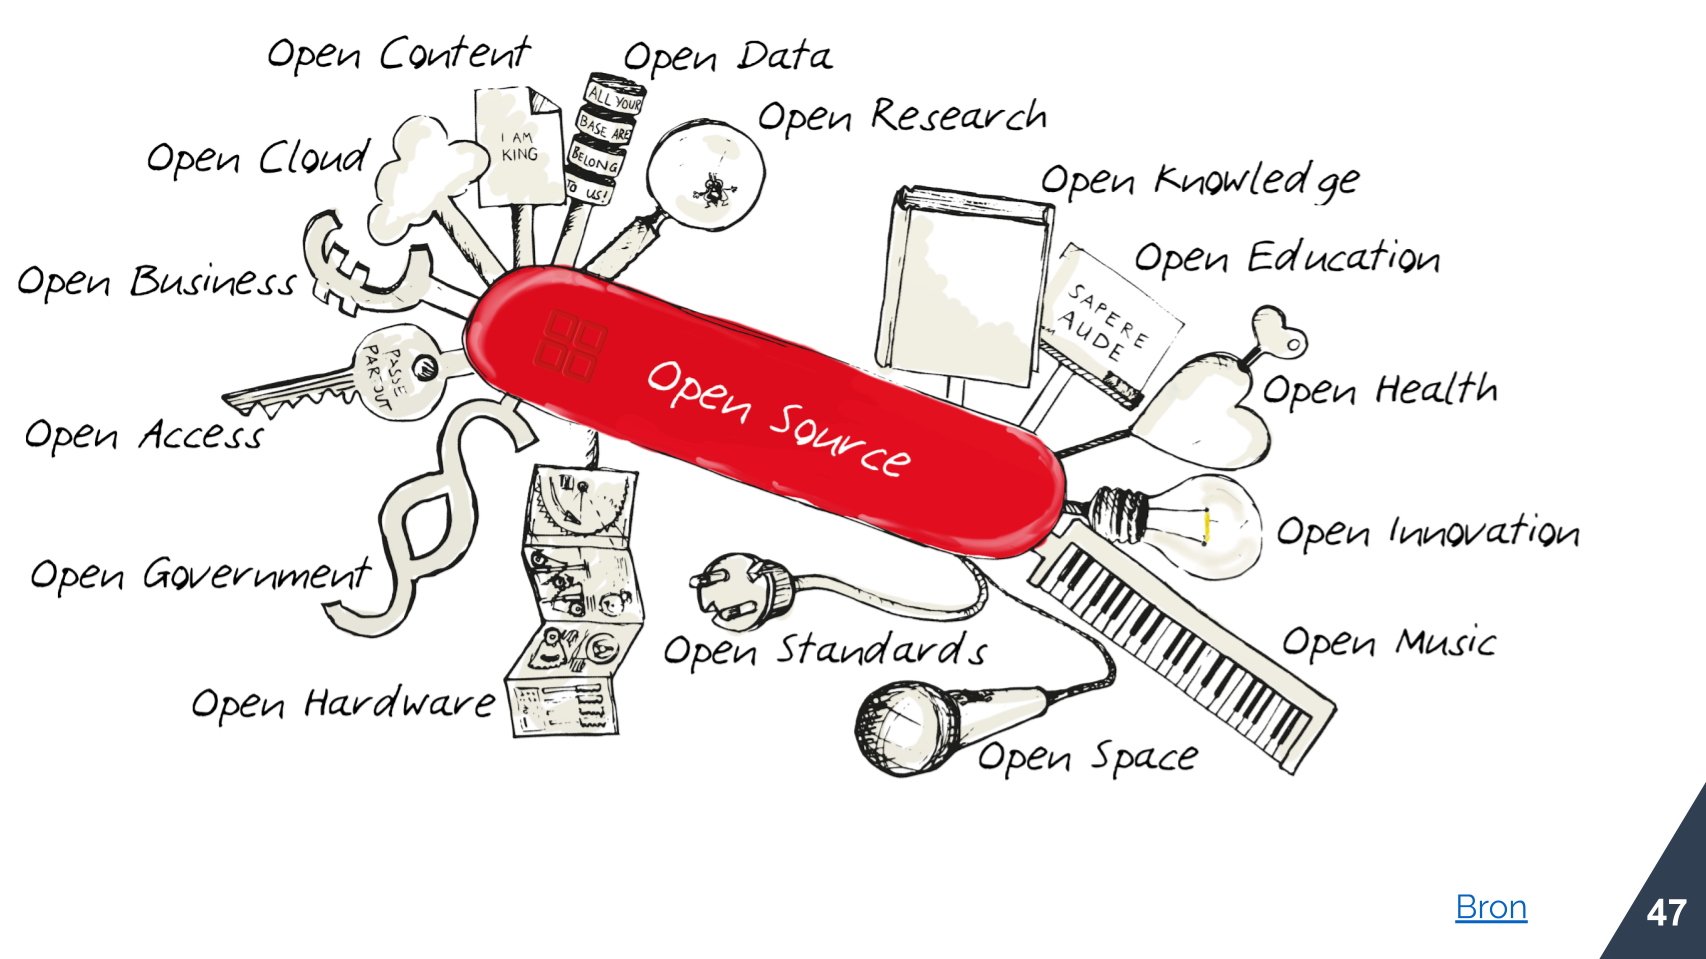 Open Content
Open Data
Open Research
Open Cloud
Open Knowledge
Open Education
Open Business
Open Access
Open Health
Open Government
Open Innovation
Open Hardware
Open Standards
Open Music
Open Space
Open Source
I AM
KING
ALL YOUR
BASE ARE
BELONG
TO US!
SAPERE
AUDE
PASSE
PARTOUT
Bron
47